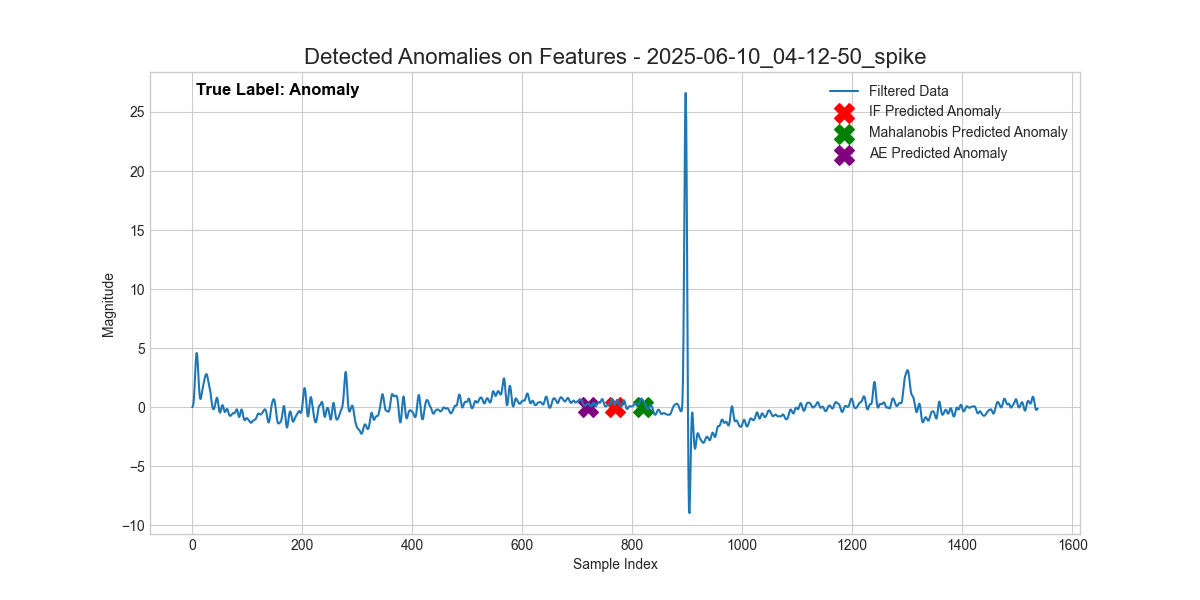 Detected Anomalies on Features - 2025-06-10_04-12-50_spike
True Label: Anomaly
Filtered Data
IF Predicted Anomaly
Mahalanobis Predicted Anomaly
AE Predicted Anomaly
25
20
15
10
5
0
−5
−10
Magnitude
0 200 400 600 800 1000 1200 1400 1600
Sample Index